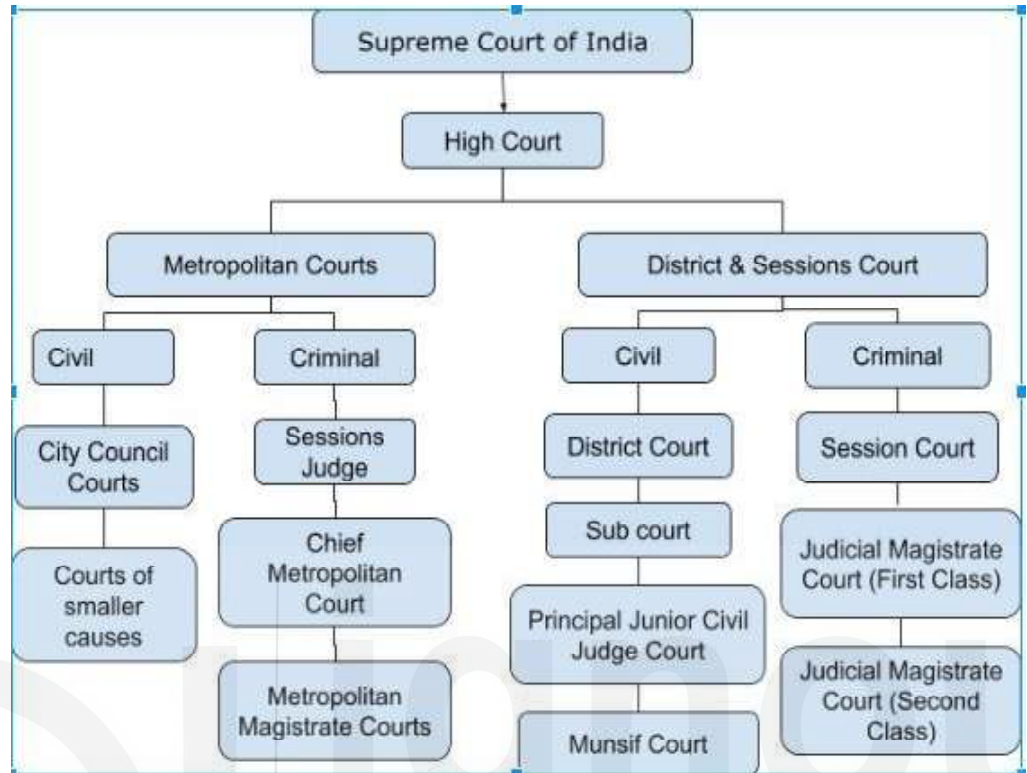 Supreme Court of India
High Court
Metropolitan Courts
District & Sessions Court
Civil
Criminal
Civil
Criminal
City Council
Courts
Sessions
Judge
District Court
Session Court
Courts of
smaller
causes
Chief
Metropolitan
Court
Sub court
Judicial Magistrate
Court (First Class)
Principal Junior Civil
Judge Court
Metropolitan
Magistrate Courts
Judicial Magistrate
Court (Second
Class)
Munsif Court